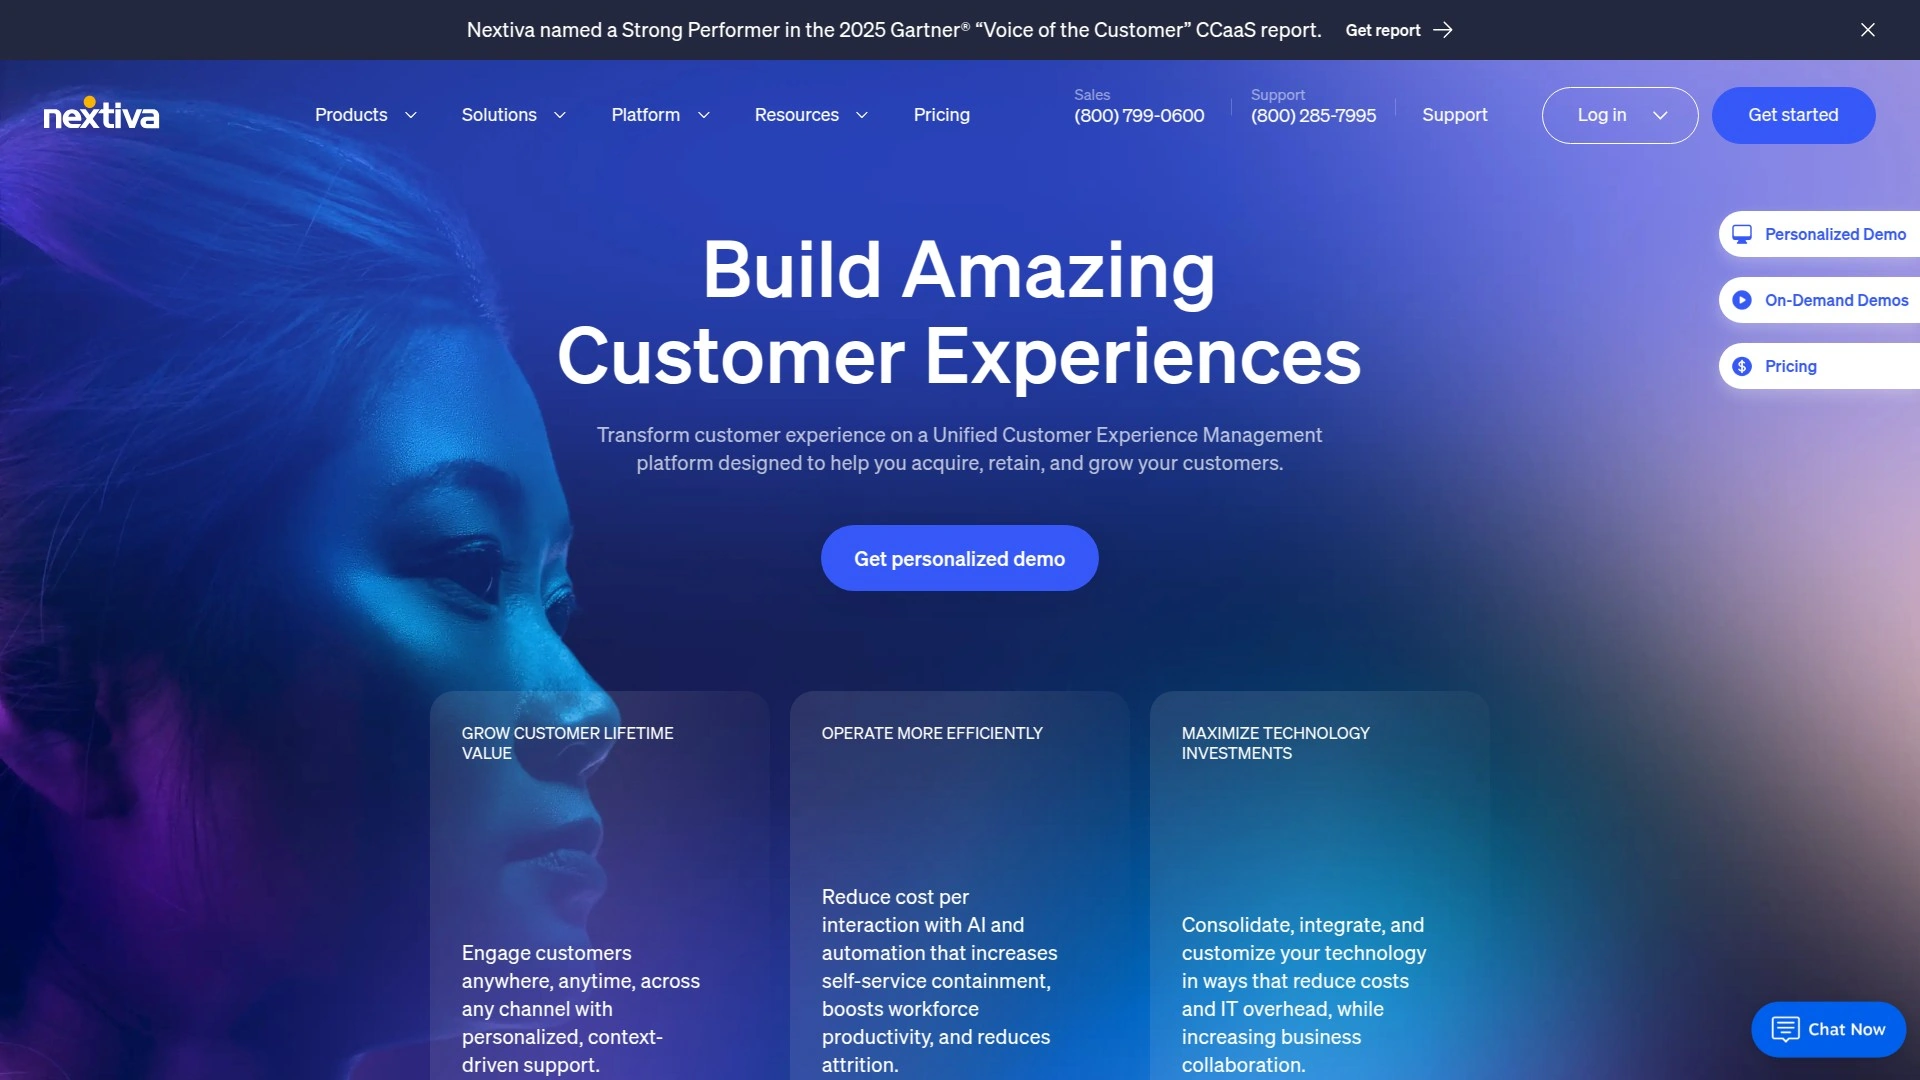 Nextiva named a Strong Performer in the 2025 Gartner® “Voice of the Customer” CCaaS report. Get report
nextiva
Products
Solutions
Platform
Resources
Pricing
Sales
(800) 799-0600
Support
(800) 285-7995
Support
Log in
Get started
Personalized Demo
On-Demand Demos
Pricing
Build Amazing
Customer Experiences
Transform customer experience on a Unified Customer Experience Management
platform designed to help you acquire, retain, and grow your customers.
Get personalized demo
GROW CUSTOMER LIFETIME
VALUE
Engage customers
anywhere, anytime, across
any channel with
personalized, context-
driven support.
OPERATE MORE EFFICIENTLY
Reduce cost per
interaction with AI and
automation that increases
self-service containment,
boosts workforce
productivity, and reduces
attrition.
MAXIMIZE TECHNOLOGY
INVESTMENTS
Consolidate, integrate, and
customize your technology
in ways that reduce costs
and IT overhead, while
increasing business
collaboration.
Chat Now